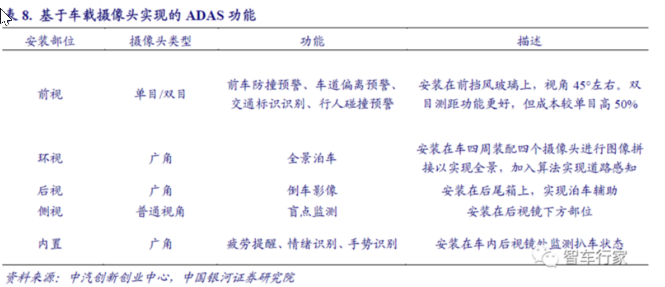 表 8. 基于车载摄像头实现的 ADAS 功能
安装部位 摄像头类型 功能 描述
前视 单目/双目 前车防撞预警、车道偏离预警、 安装在前挡风玻璃上，视角 45°左右。双
交通标识识别、行人碰撞预警 目测距功能更好，但成本较单目高 50%
环视 广角 全景泊车 安装在车四周装配四个摄像头进行图像拼
接以实现全景，加入算法实现道路感知
后视 广角 倒车影像 安装在后尾箱上，实现泊车辅助
侧视 普通视角 盲点监测 安装在后视镜下方部位
内置 广角 疲劳提醒、情绪识别、手势识别 安装在车内后视镜处监测扒车状态
智车行家
资料来源：中汽创新创业中心，中国银河证券研究院